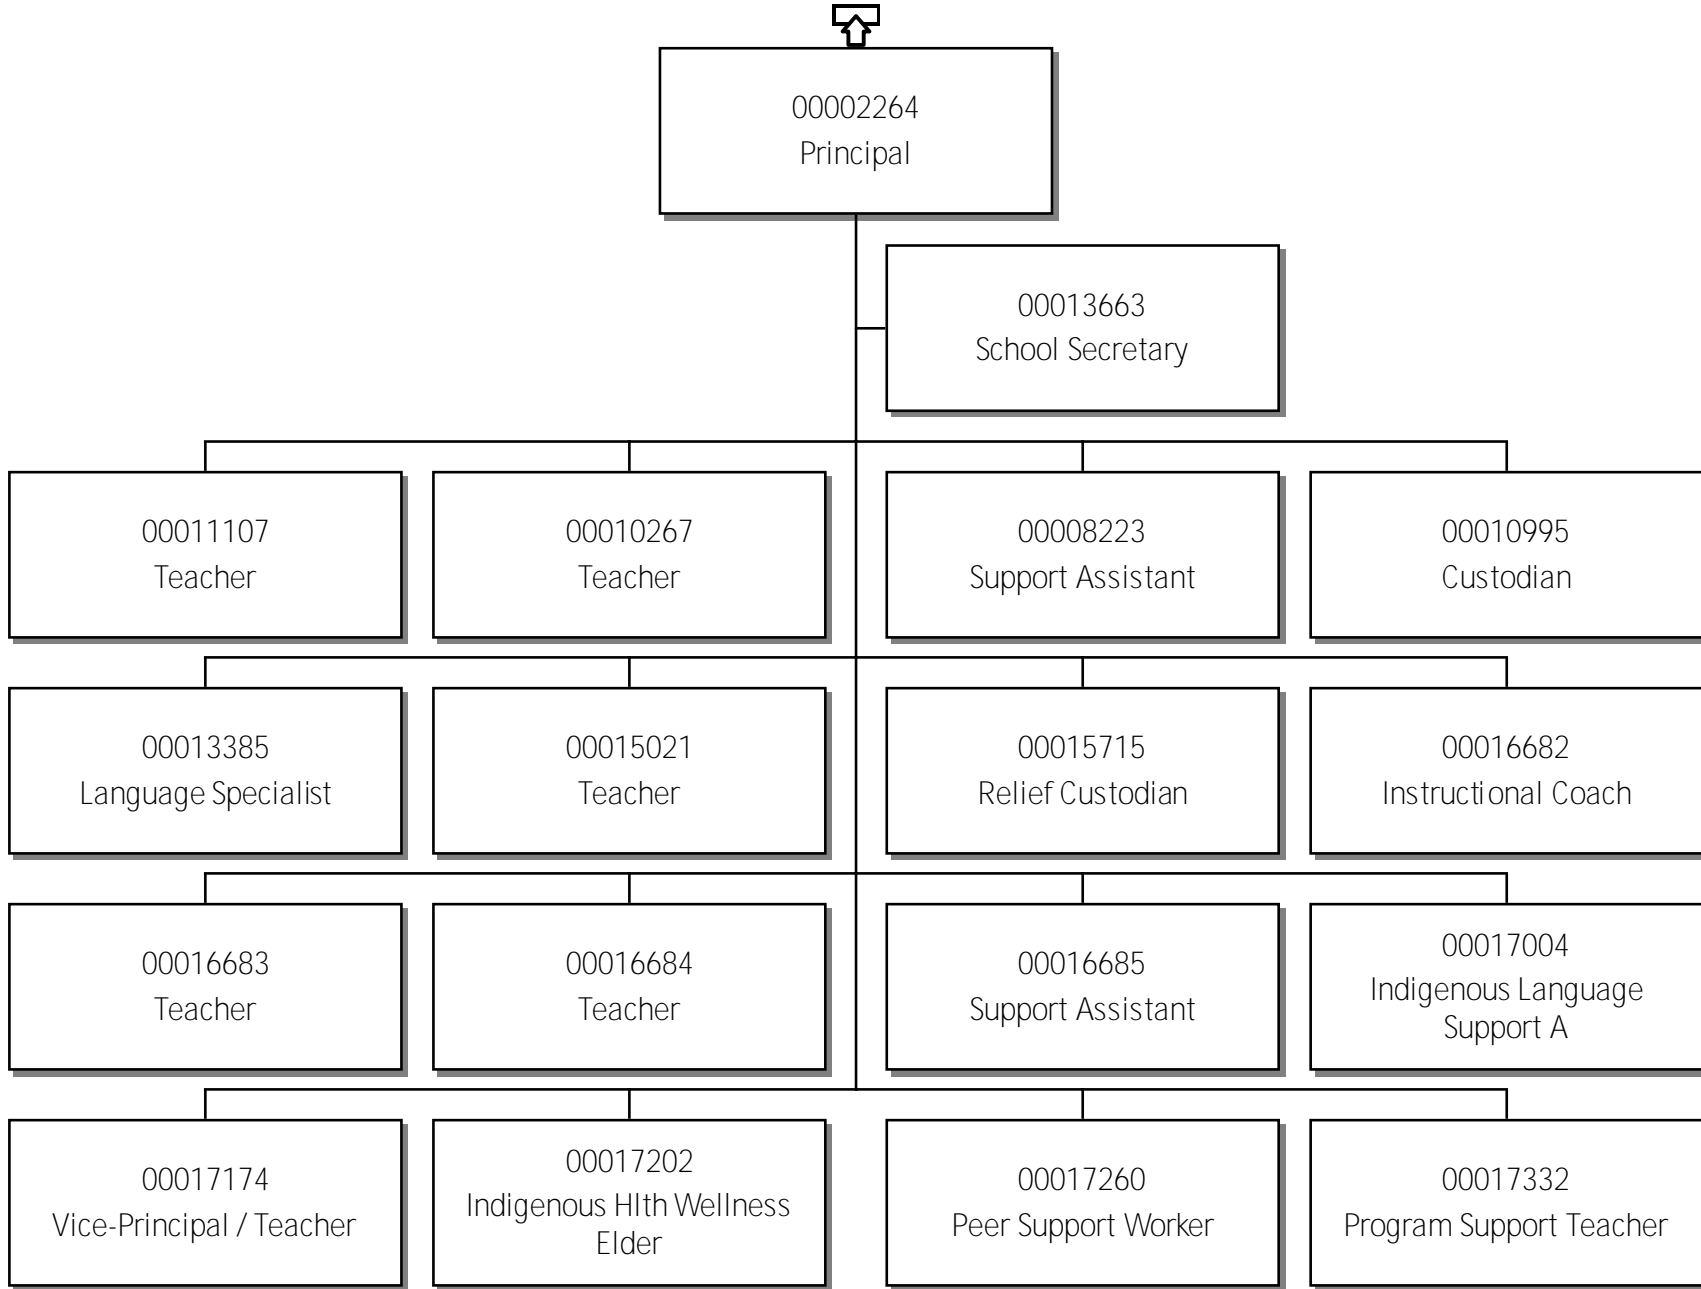 00002264
Principal
00013663
School Secretary
00011107
Teacher
00010267
Teacher
00008223
Support Assistant
00010995
Custodian
00013385
Language Specialist
00015021
Teacher
00015715
Relief Custodian
00016682
Instructional Coach
00016683
Teacher
00016684
Teacher
00016685
Support Assistant
00017004
Indigenous Language
Support A
00017174
Vice-Principal / Teacher
00017202
Indigenous Hlth Wellness
Elder
00017260
Peer Support Worker
00017332
Program Support Teacher